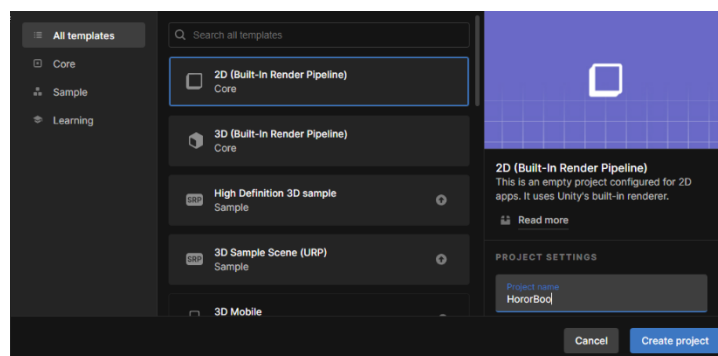 All templates
Core
Sample
Learning
Search all templates
2D (Built-In Render Pipeline)
Core
3D (Built-In Render Pipeline)
Core
SRP
High Definition 3D sample
Sample
SRP
3D Sample Scene (URP)
Sample
3D Mobile
2D (Built-In Render Pipeline)
This is an empty project configured for 2D
apps. It uses Unity's built-in renderer.
Read more
PROJECT SETTINGS
Project name
HororBoo
Cancel
Create project